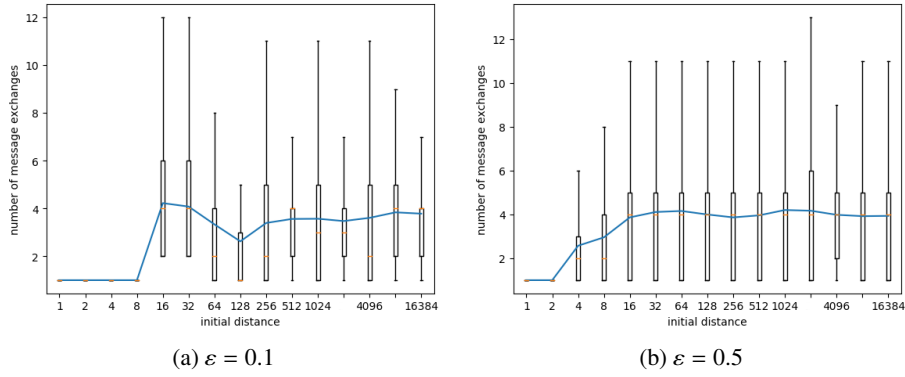 12
10
8
6
4
2
number of message exchanges
1 2 4 8 16 32 64 128 256 512 1024 4096 16384
initial distance
(a) ε = 0.1
12
10
8
6
4
2
number of message exchanges
1 2 4 8 16 32 64 128 256 512 1024 4096 16384
initial distance
(b) ε = 0.5